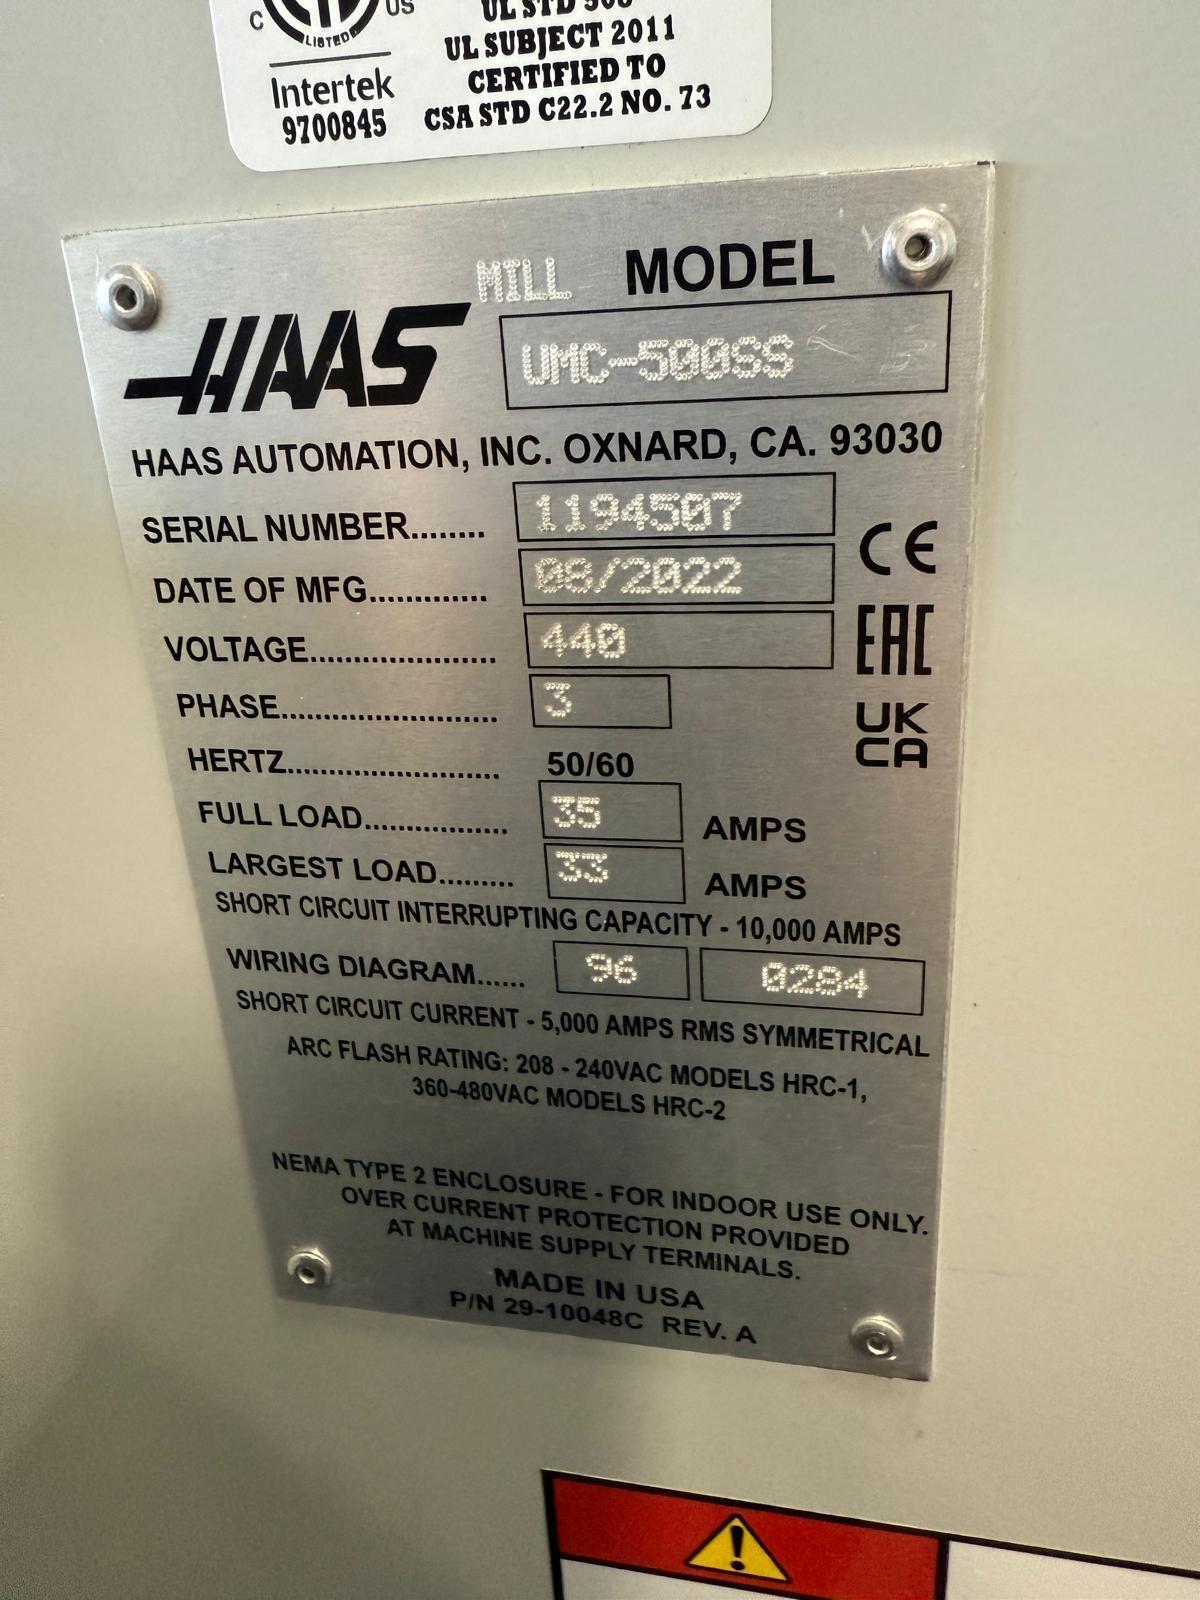 C US
LISTED
Intertek
9700845
UL STD 508
UL SUBJECT 2011
CERTIFIED TO
CSA STD C22.2 NO. 73
MILL MODEL
HAAS
UMC-500SS
HAAS AUTOMATION, INC. OXNARD, CA. 93030
SERIAL NUMBER........ 1194507
DATE OF MFG............. 08/2022
VOLTAGE..................... 440
PHASE........................ 3
HERTZ........................ 50/60
FULL LOAD................. 35 AMPS
LARGEST LOAD......... 33 AMPS
CE
EAC
UK
CA
SHORT CIRCUIT INTERRUPTING CAPACITY - 10,000 AMPS
WIRING DIAGRAM...... 96 0284
SHORT CIRCUIT CURRENT - 5,000 AMPS RMS SYMMETRICAL
ARC FLASH RATING: 208 - 240VAC MODELS HRC-1,
360-480VAC MODELS HRC-2
NEMA TYPE 2 ENCLOSURE - FOR INDOOR USE ONLY.
OVER CURRENT PROTECTION PROVIDED
AT MACHINE SUPPLY TERMINALS.
MADE IN USA
P/N 29-10048C REV. A